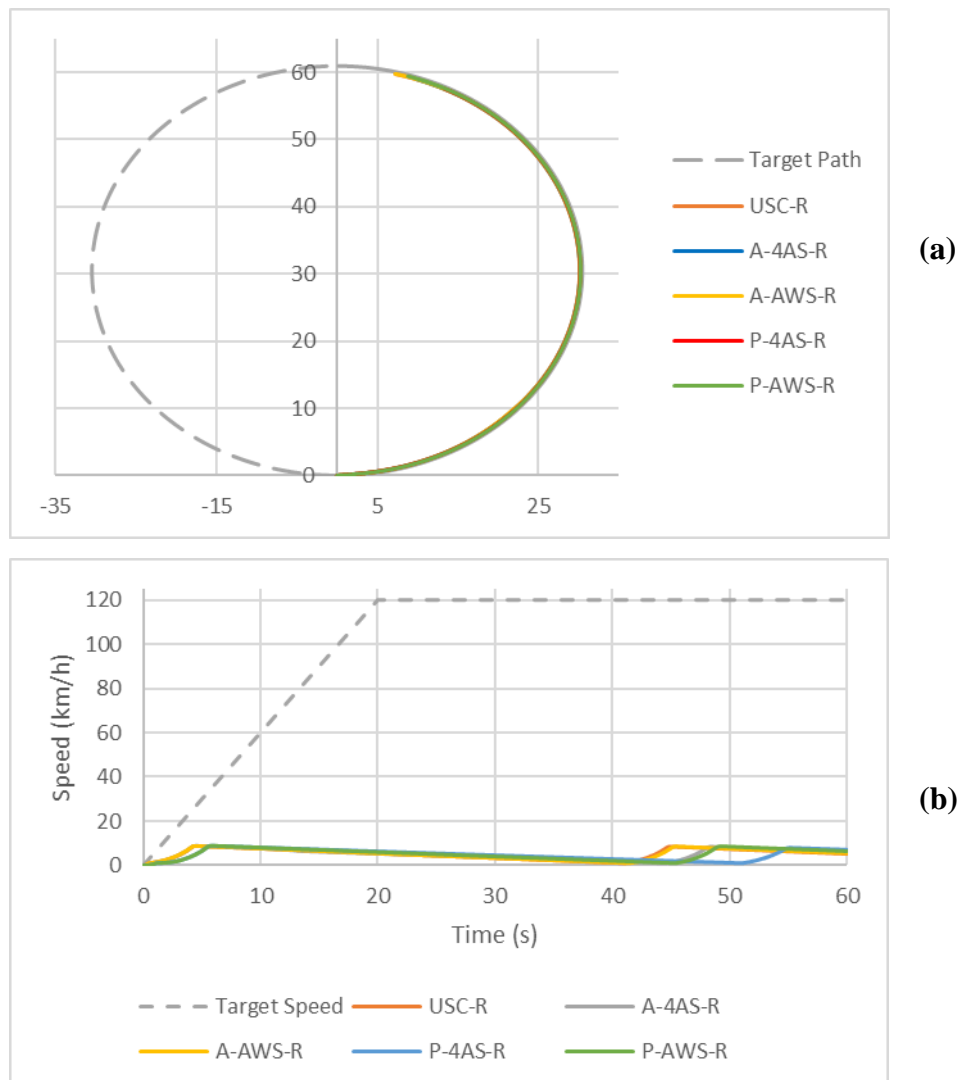 60
50
40
30
20
10
0
-35 -15 5 25
Target Path
USC-R
A-4AS-R
A-AWS-R
P-4AS-R
P-AWS-R
(a)
120
100
80
60
40
20
0
Speed (km/h)
0 10 20 30 40 50 60
Time (s)
Target Speed USC-R A-4AS-R
A-AWS-R P-4AS-R P-AWS-R
(b)